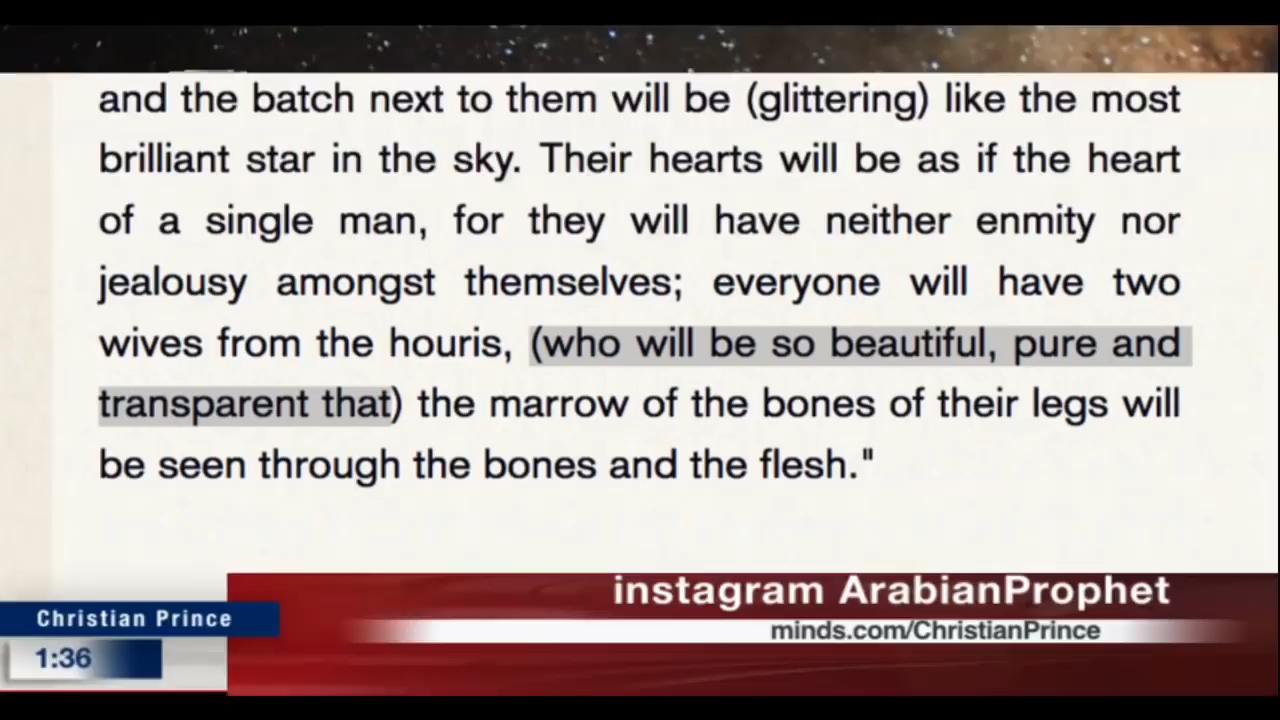 and the batch next to them will be (glittering) like the most
brilliant star in the sky. Their hearts will be as if the heart
of a single man, for they will have neither enmity nor
jealousy amongst themselves; everyone will have two
wives from the houris, (who will be so beautiful, pure and
transparent that) the marrow of the bones of their legs will
be seen through the bones and the flesh."
instagram ArabianProphet
Christian Prince
minds.com/ChristianPrince
1:36